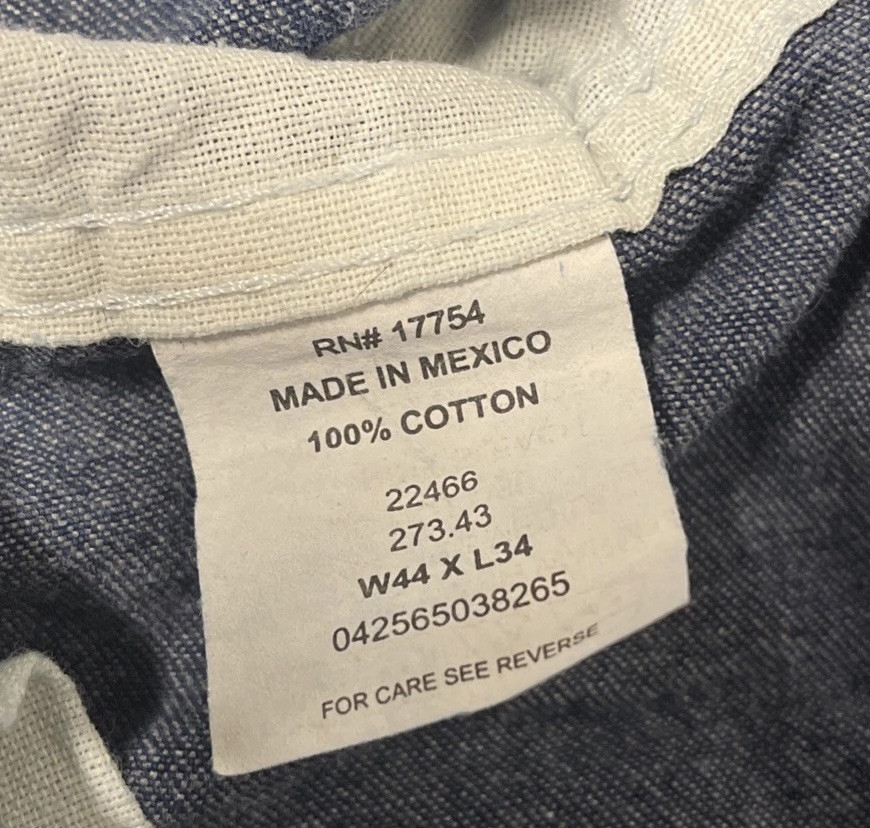 RN# 17754
MADE IN MEXICO
100% COTTON
22466
273.43
W44 X L34
042565038265
FOR CARE SEE REVERSE